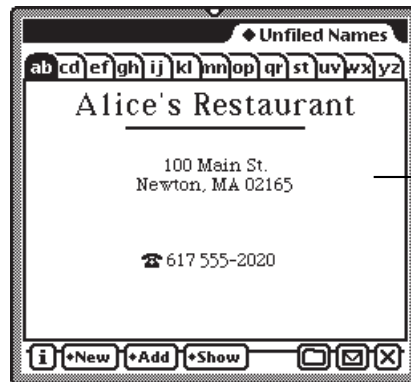 ◆ Unfiled Names
ab cd ef gh ij kl mn op qr st uv wx yz
Alice's Restaurant
100 Main St.
Newton, MA 02165
☎ 617 555-2020
i ◆New ◆Add ◆Show X